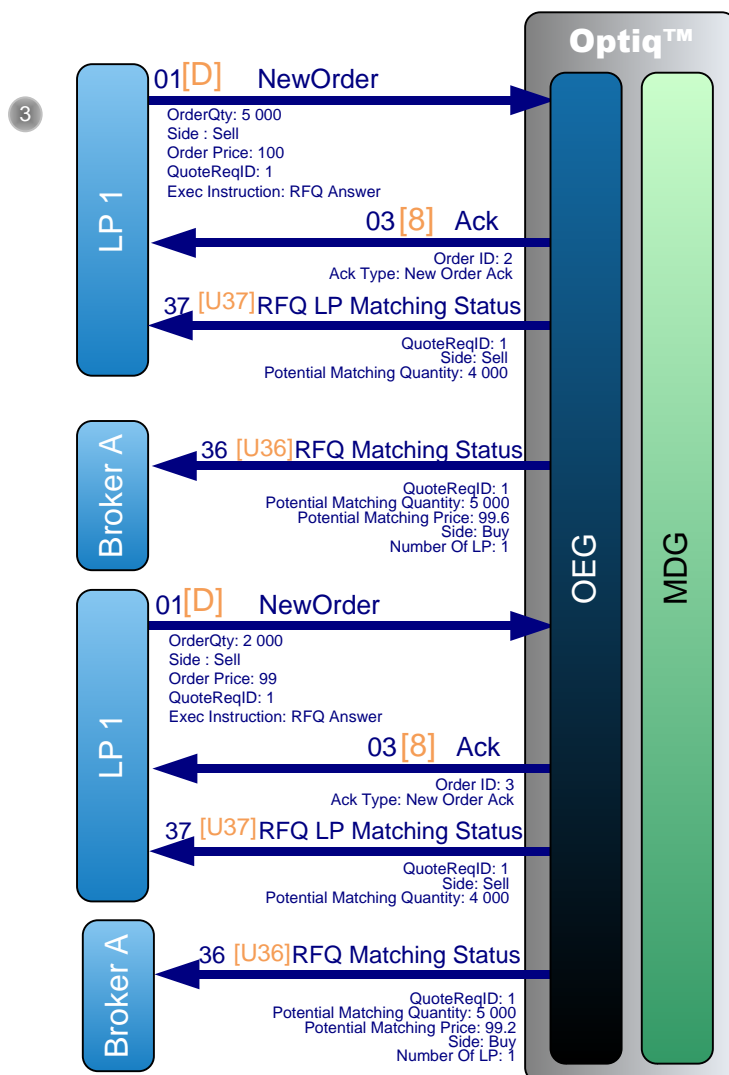 Optiq™
3
LP 1
01[D] NewOrder
OrderQty: 5 000
Side : Sell
Order Price: 100
QuoteReqID: 1
Exec Instruction: RFQ Answer
03[8] Ack
Order ID: 2
Ack Type: New Order Ack
37 [U37]RFQ LP Matching Status
QuoteReqID: 1
Side: Sell
Potential Matching Quantity: 4 000
Broker A
36 [U36]RFQ Matching Status
QuoteReqID: 1
Potential Matching Quantity: 5 000
Potential Matching Price: 99.6
Side: Buy
Number Of LP: 1
OEG
MDG
LP 1
01[D] NewOrder
OrderQty: 2 000
Side : Sell
Order Price: 99
QuoteReqID: 1
Exec Instruction: RFQ Answer
03[8] Ack
Order ID: 3
Ack Type: New Order Ack
37 [U37]RFQ LP Matching Status
QuoteReqID: 1
Side: Sell
Potential Matching Quantity: 4 000
Broker A
36 [U36]RFQ Matching Status
QuoteReqID: 1
Potential Matching Quantity: 5 000
Potential Matching Price: 99.2
Side: Buy
Number Of LP: 1